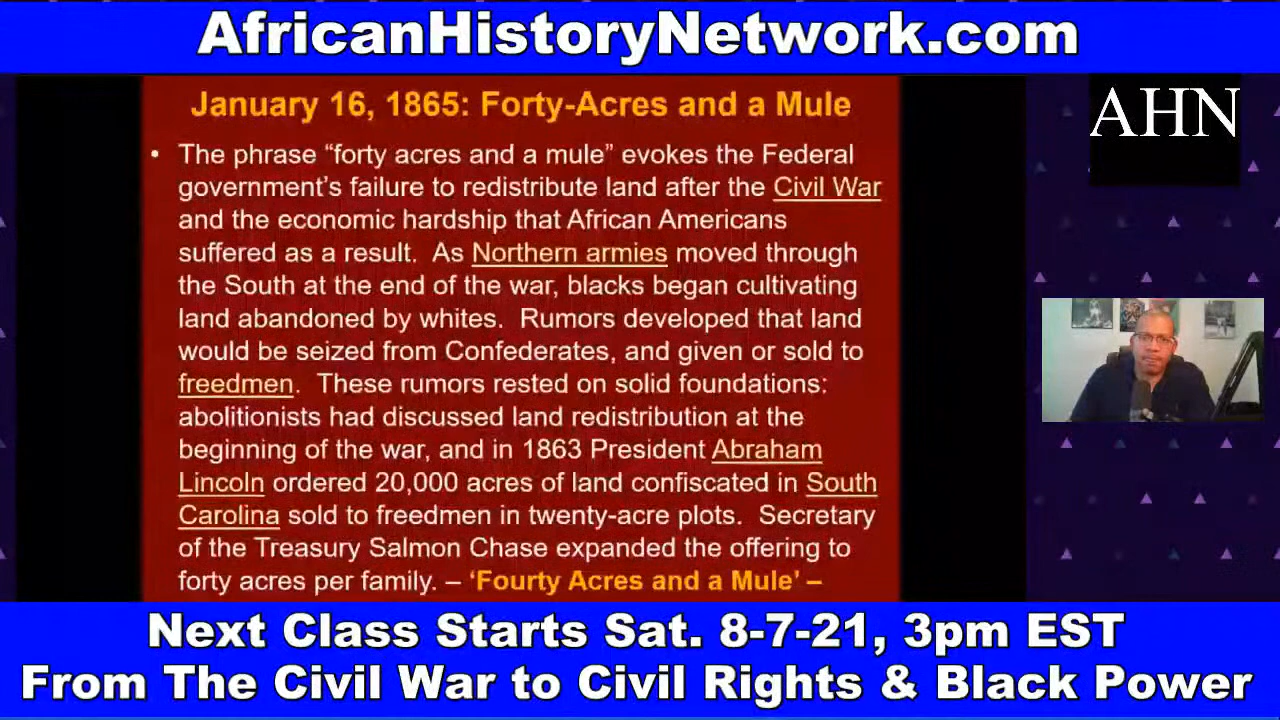 AfricanHistoryNetwork.com
AHN
January 16, 1865: Forty-Acres and a Mule
• The phrase “forty acres and a mule” evokes the Federal
government’s failure to redistribute land after the Civil War
and the economic hardship that African Americans
suffered as a result.  As Northern armies moved through
the South at the end of the war, blacks began cultivating
land abandoned by whites.  Rumors developed that land
would be seized from Confederates, and given or sold to
freedmen.  These rumors rested on solid foundations:
abolitionists had discussed land redistribution at the
beginning of the war, and in 1863 President Abraham
Lincoln ordered 20,000 acres of land confiscated in South
Carolina sold to freedmen in twenty-acre plots.  Secretary
of the Treasury Salmon Chase expanded the offering to
forty acres per family. – ‘Fourty Acres and a Mule’ –
Next Class Starts Sat. 8-7-21, 3pm EST
From The Civil War to Civil Rights & Black Power